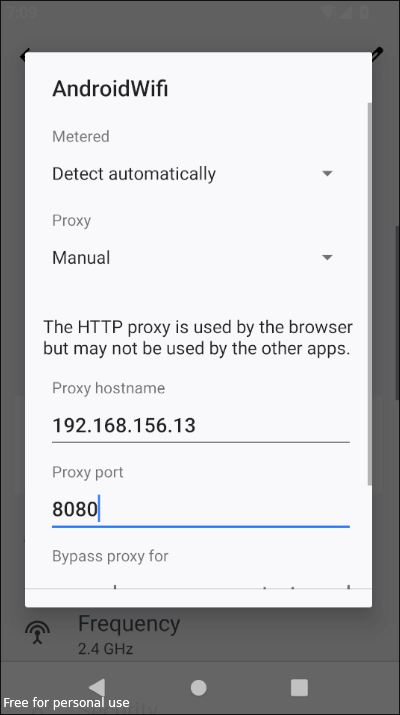 7:09
AndroidWifi
Metered
Detect automatically
Proxy
Manual
The HTTP proxy is used by the browser
but may not be used by the other apps.
Proxy hostname
192.168.156.13
Proxy port
8080
Bypass proxy for
Frequency
2.4 GHz
Free for personal use